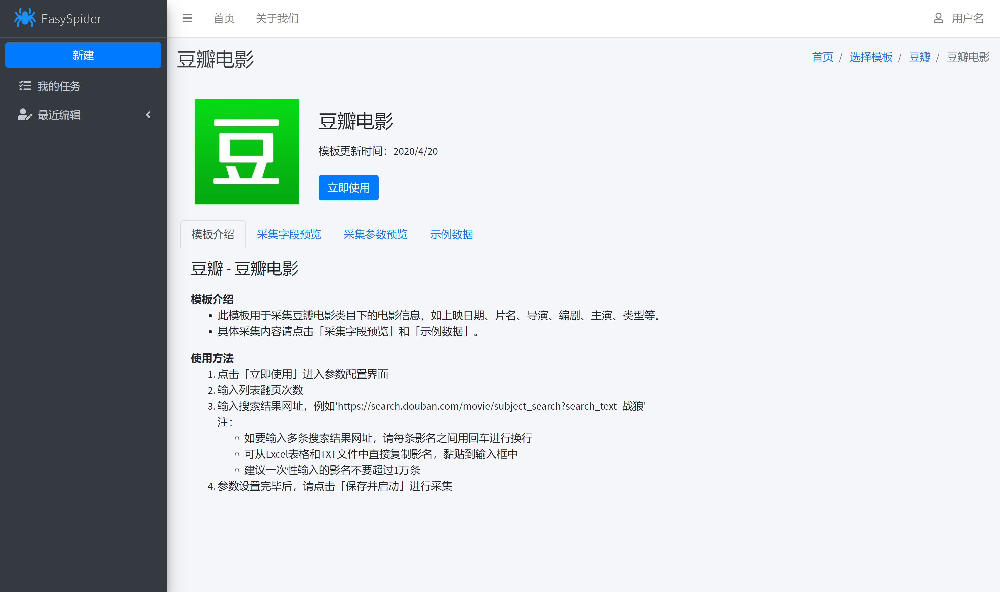 EasySpider
首页
关于我们
用户名
新建
我的任务
最近编辑
豆瓣电影
首页 / 选择模板 / 豆瓣 / 豆瓣电影
豆
豆瓣电影
模板更新时间：2020/4/20
立即使用
模板介绍
采集字段预览
采集参数预览
示例数据
豆瓣 - 豆瓣电影
模板介绍
• 此模板用于采集豆瓣电影类目下的电影信息，如上映日期、片名、导演、编剧、主演、类型等。
• 具体采集内容请点击「采集字段预览」和「示例数据」。
使用方法
1. 点击「立即使用」进入参数配置界面
2. 输入列表翻页次数
3. 输入搜索结果网址，例如'https://search.douban.com/movie/subject_search?search_text=战狼'
注：
◦ 如要输入多条搜索结果网址，请每条影名之间用回车进行换行
◦ 可从Excel表格和TXT文件中直接复制影名，黏贴到输入框中
◦ 建议一次性输入的影名不要超过1万条
4. 参数设置完毕后，请点击「保存并启动」进行采集